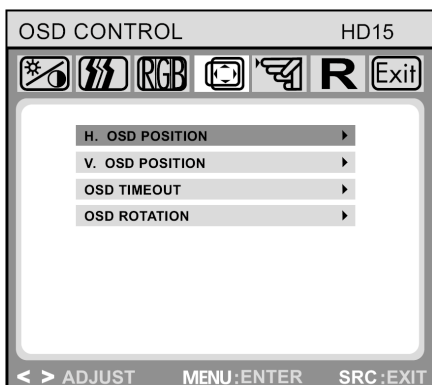 OSD CONTROL HD15
RGB R Exit
H. OSD POSITION
V. OSD POSITION
OSD TIMEOUT
OSD ROTATION
< > ADJUST MENU:ENTER SRC:EXIT